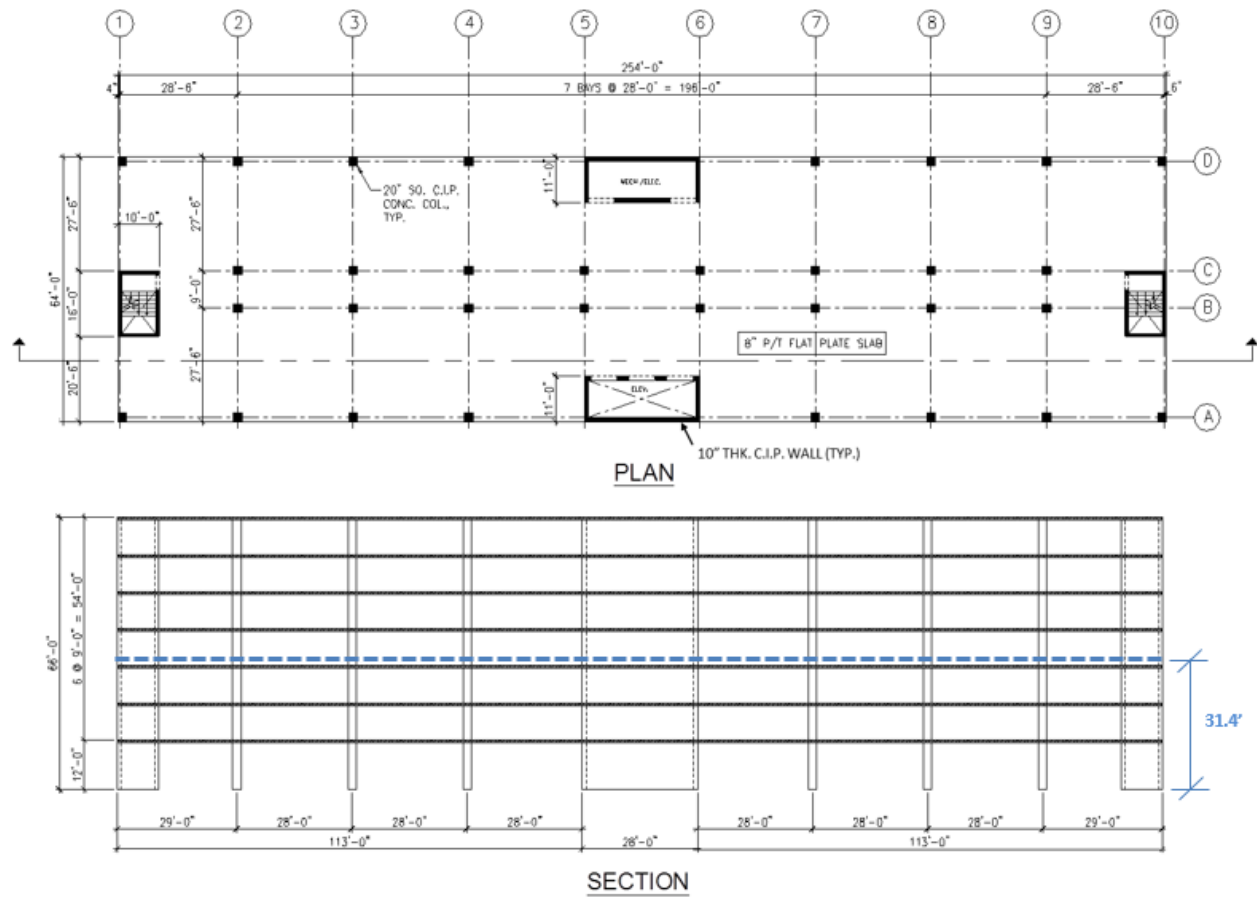 1 2 3 4 5 6 7 8 9 10
254'-0"
4" 28'-6" 7 BAYS @ 28'-0" = 196'-0" 28'-6" 6"
D
11'-0"
MECH./ELEC.
20" SQ. C.I.P.
CONC. COL.,
TYP.
27'-6" 27'-6"
10'-0"
C
64'-0" 16'-0" 9'-0"
B
8" P/T FLAT PLATE SLAB
20'-6" 27'-6"
11'-0"
ELEV.
A
10" THK. C.I.P. WALL (TYP.)
PLAN
66'-0"
6 @ 9'-0" = 54'-0"
31.4'
12'-0"
29'-0" 28'-0" 28'-0" 28'-0" 28'-0" 28'-0" 28'-0" 29'-0"
113'-0" 28'-0" 113'-0"
SECTION